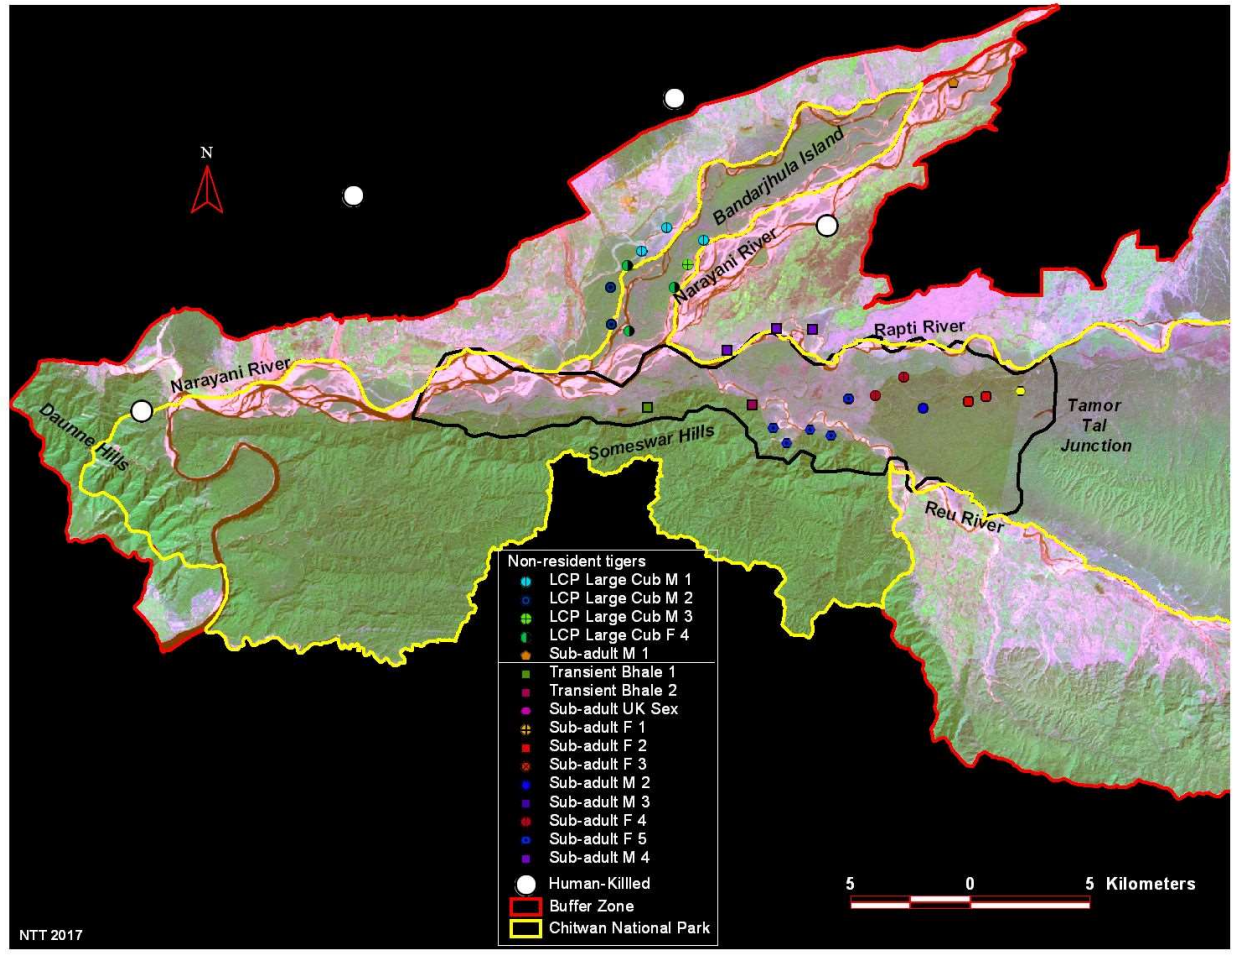 N
Bandarjhula Island
Narayani River
Rapti River
Narayani River
Daunne Hills
Someswar Hills
Tamor
Tal
Junction
Reu River
Non-resident tigers
LCP Large Cub M 1
LCP Large Cub M 2
LCP Large Cub M 3
LCP Large Cub F 4
Sub-adult M 1
Transient Bhale 1
Transient Bhale 2
Sub-adult UK Sex
Sub-adult F 1
Sub-adult F 2
Sub-adult F 3
Sub-adult M 2
Sub-adult M 3
Sub-adult F 4
Sub-adult F 5
Sub-adult M 4
Human-Killled
Buffer Zone
Chitwan National Park
5 0 5 Kilometers
NTT 2017